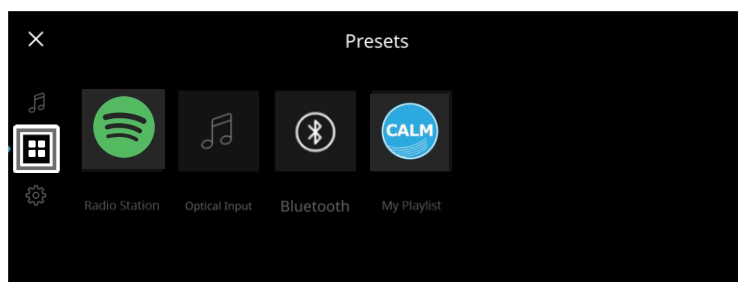 Presets
CALM
Radio Station
Optical Input
Bluetooth
My Playlist